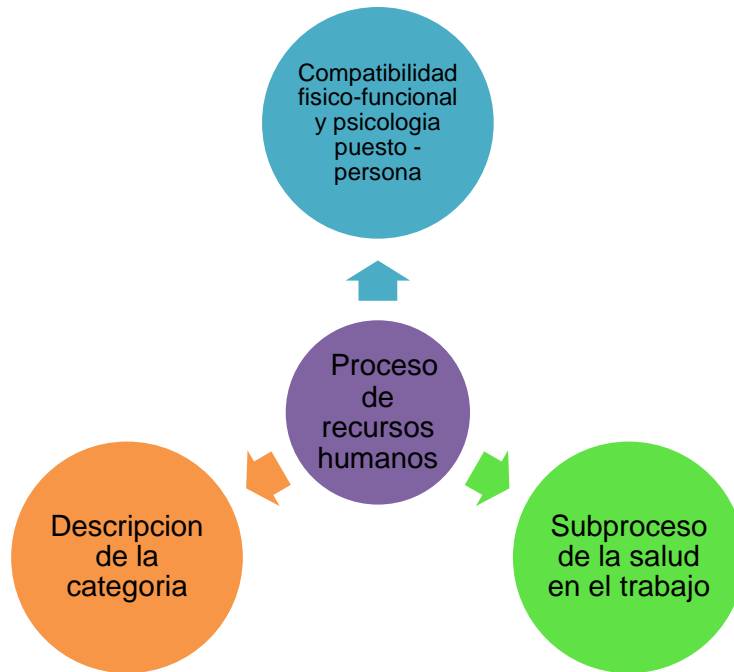 Compatibilidad
fisico-funcional
y psicologia
puesto -
persona
Proceso
de
recursos
humanos
Descripcion
de la
categoria
Subproceso
de la salud
en el trabajo